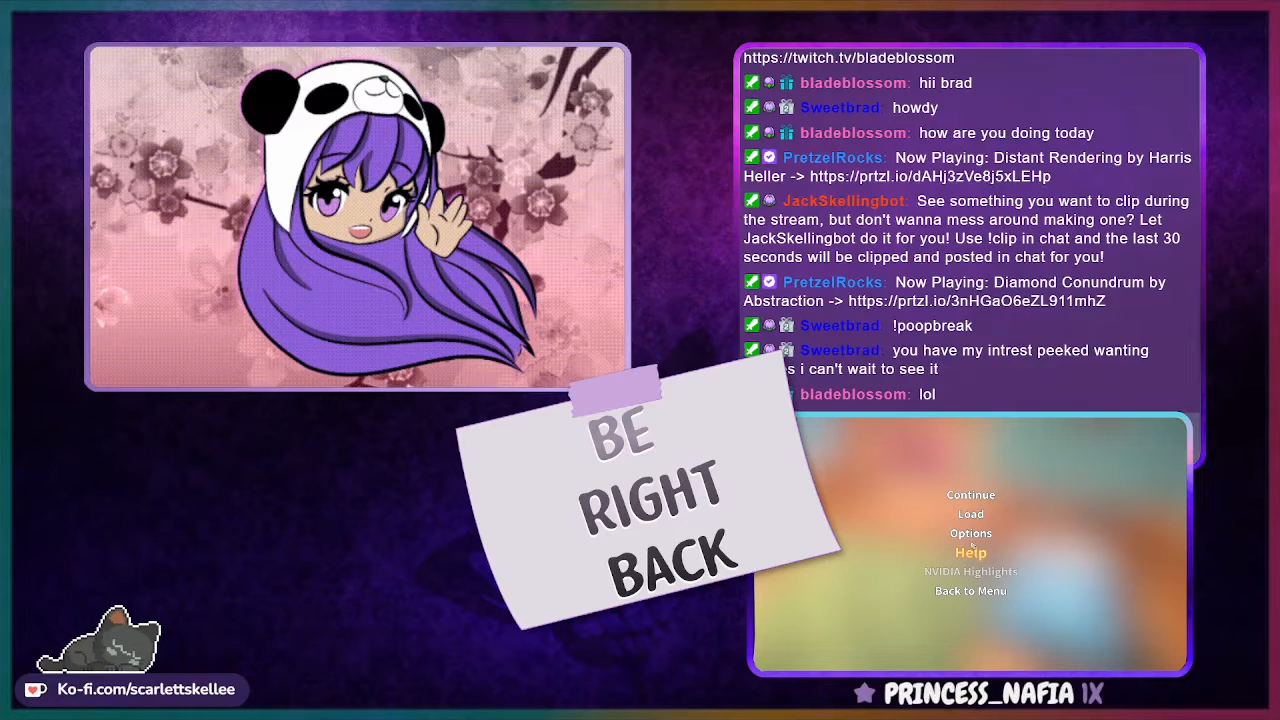 https://twitch.tv/bladeblossom
bladeblossom: hii brad
Sweetbrad: howdy
bladeblossom: how are you doing today
PretzelRocks: Now Playing: Distant Rendering by Harris
Heller -> https://prtzl.io/dAHj3zVe8j5xLEHp
JackSkellingbot: See something you want to clip during
the stream, but don't wanna mess around making one? Let
JackSkellingbot do it for you! Use !clip in chat and the last 30
seconds will be clipped and posted in chat for you!
PretzelRocks: Now Playing: Diamond Conundrum by
Abstraction -> https://prtzl.io/3nHGaO6eZL911mhZ
Sweetbrad: !poopbreak
Sweetbrad: you have my intrest peeked wanting
i can't wait to see it
bladeblossom: lol
BE
RIGHT
BACK
Continue
Load
Options
Help
NVIDIA Highlights
Back to Menu
Ko-fi.com/scarlettskellee
PRINCESS_NAFIA 1X